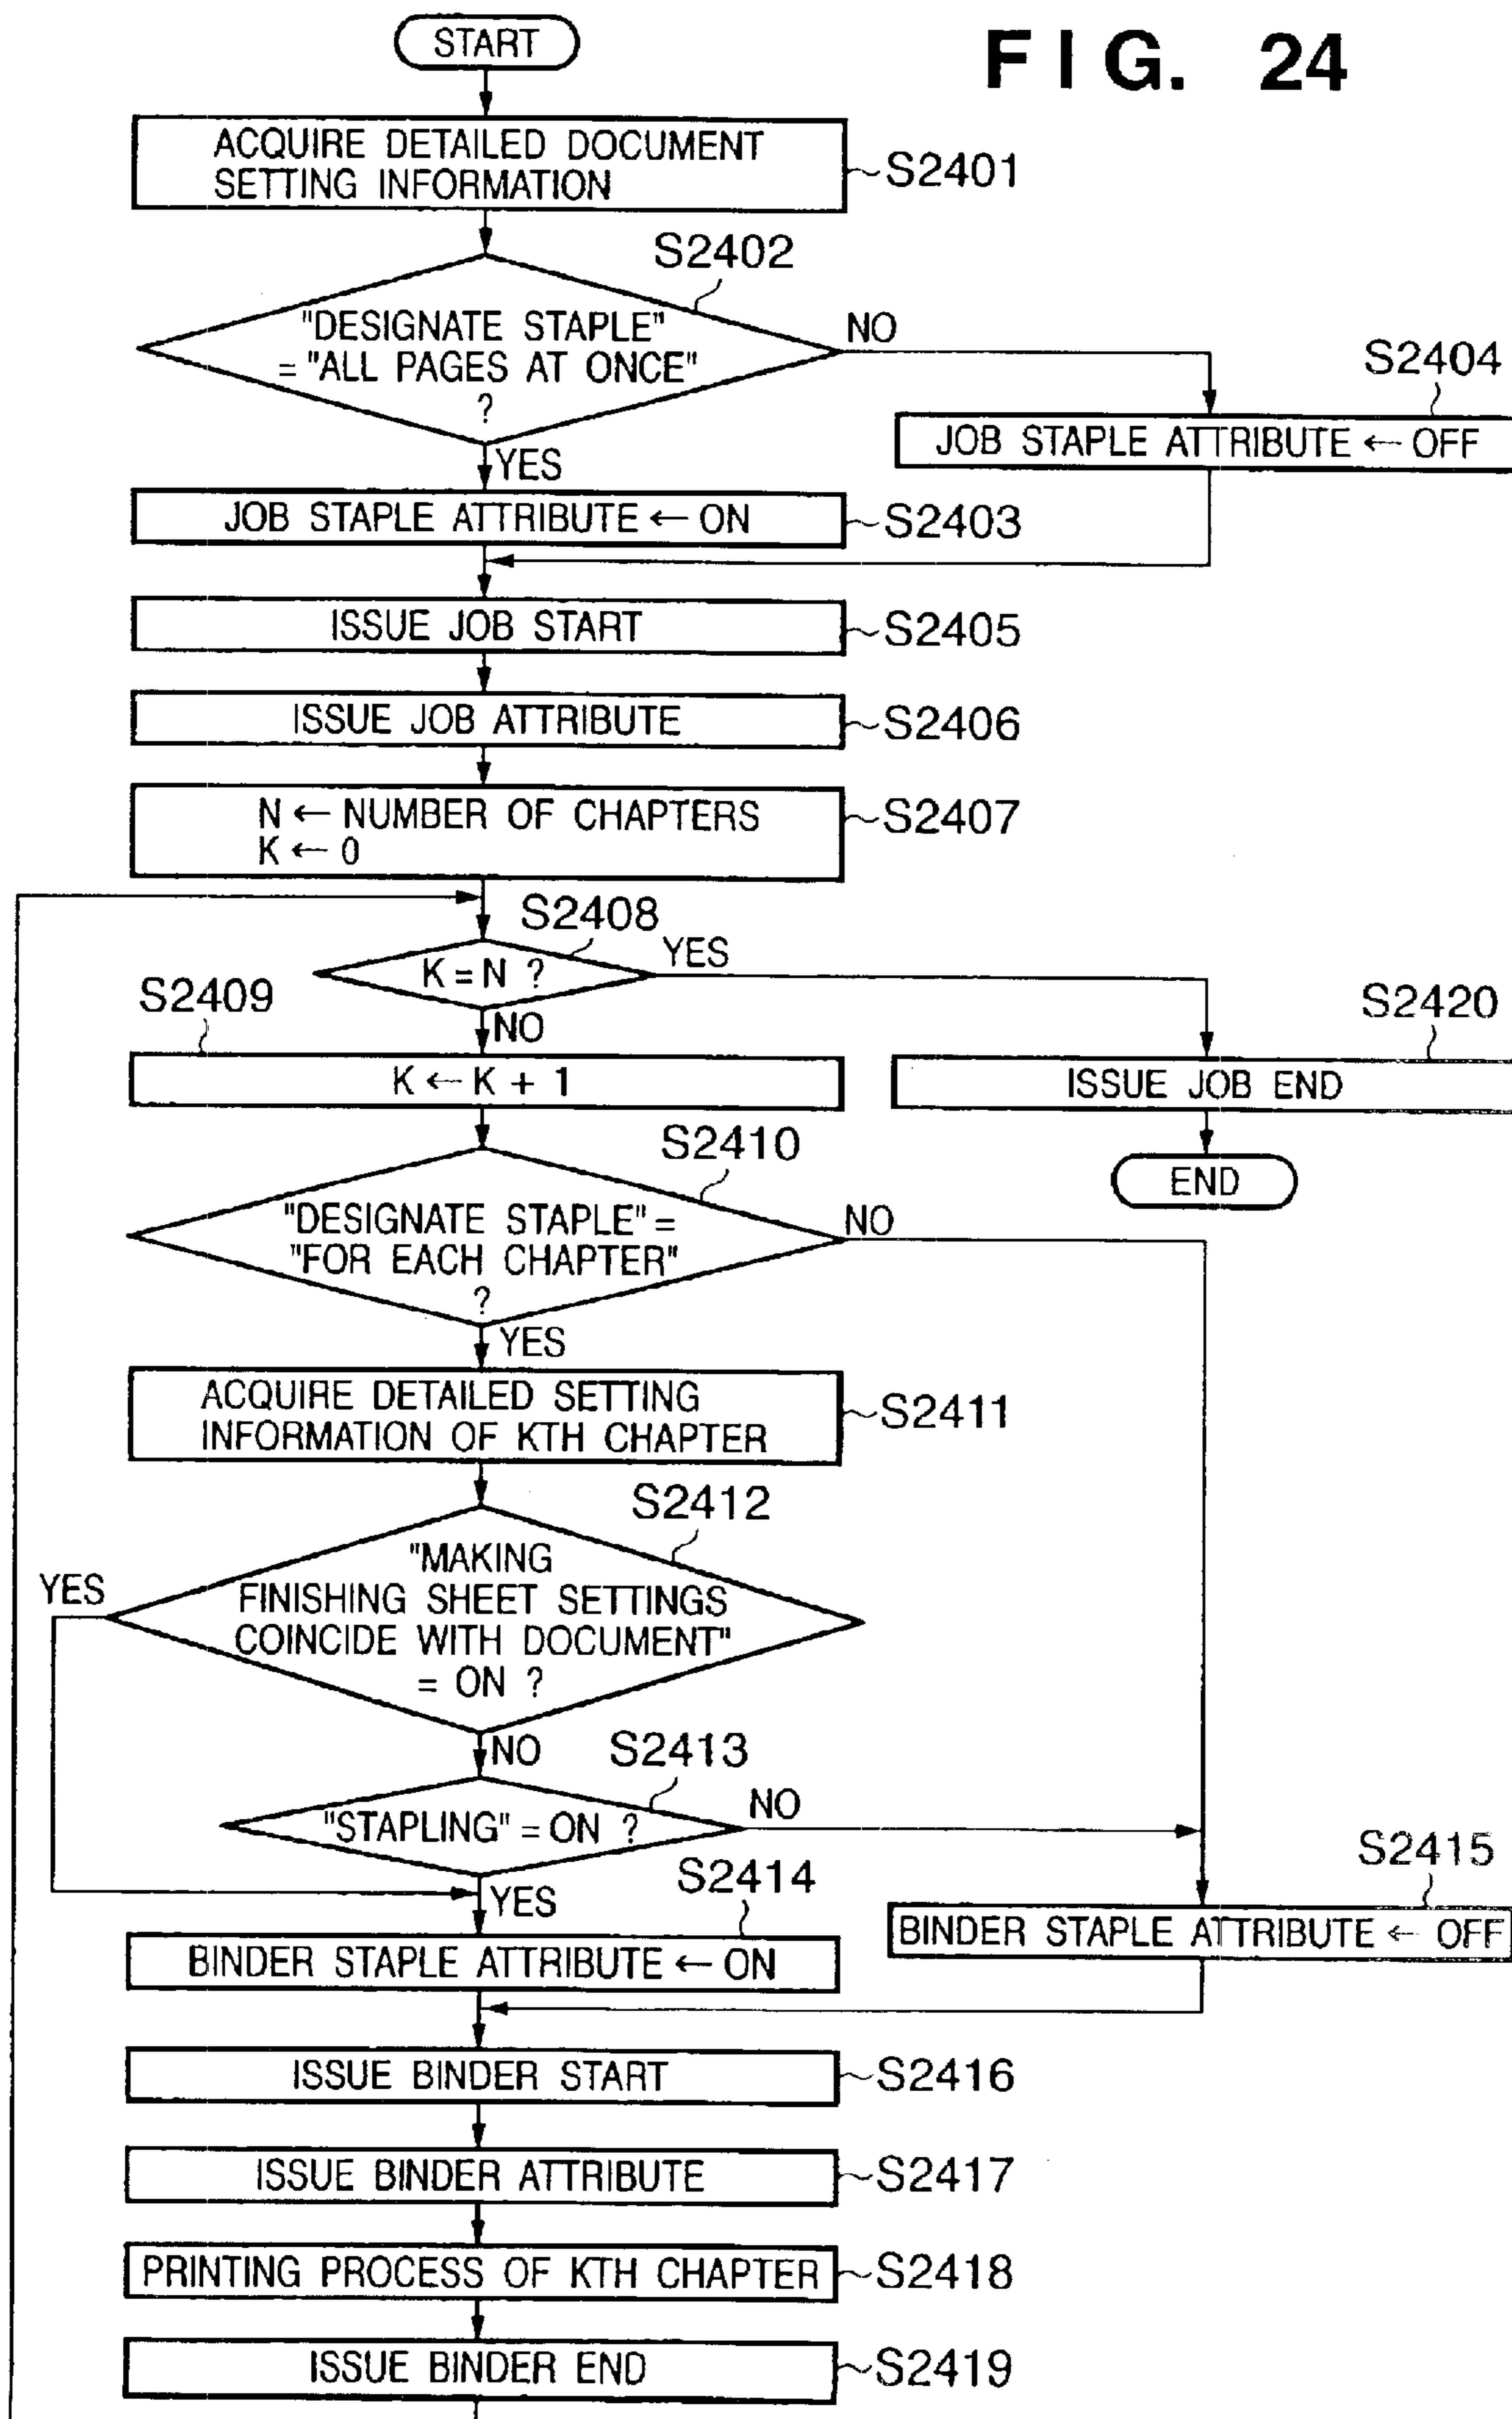 FIG. 24
START
ACQUIRE DETAILED DOCUMENT
SETTING INFORMATION
S2401
S2402
"DESIGNATE STAPLE"
= "ALL PAGES AT ONCE"
?
NO
YES
S2404
JOB STAPLE ATTRIBUTE ← OFF
JOB STAPLE ATTRIBUTE ← ON
S2403
ISSUE JOB START
S2405
ISSUE JOB ATTRIBUTE
S2406
N ← NUMBER OF CHAPTERS
K ← 0
S2407
S2408
K = N ?
YES
NO
S2409
K ← K + 1
S2420
ISSUE JOB END
END
S2410
"DESIGNATE STAPLE" =
"FOR EACH CHAPTER"
?
NO
YES
ACQUIRE DETAILED SETTING
INFORMATION OF KTH CHAPTER
S2411
S2412
"MAKING
FINISHING SHEET SETTINGS
COINCIDE WITH DOCUMENT"
= ON ?
YES
NO
S2413
"STAPLING" = ON ?
NO
YES
S2414
BINDER STAPLE ATTRIBUTE ← ON
S2415
BINDER STAPLE ATTRIBUTE ← OFF
ISSUE BINDER START
S2416
ISSUE BINDER ATTRIBUTE
S2417
PRINTING PROCESS OF KTH CHAPTER
S2418
ISSUE BINDER END
S2419